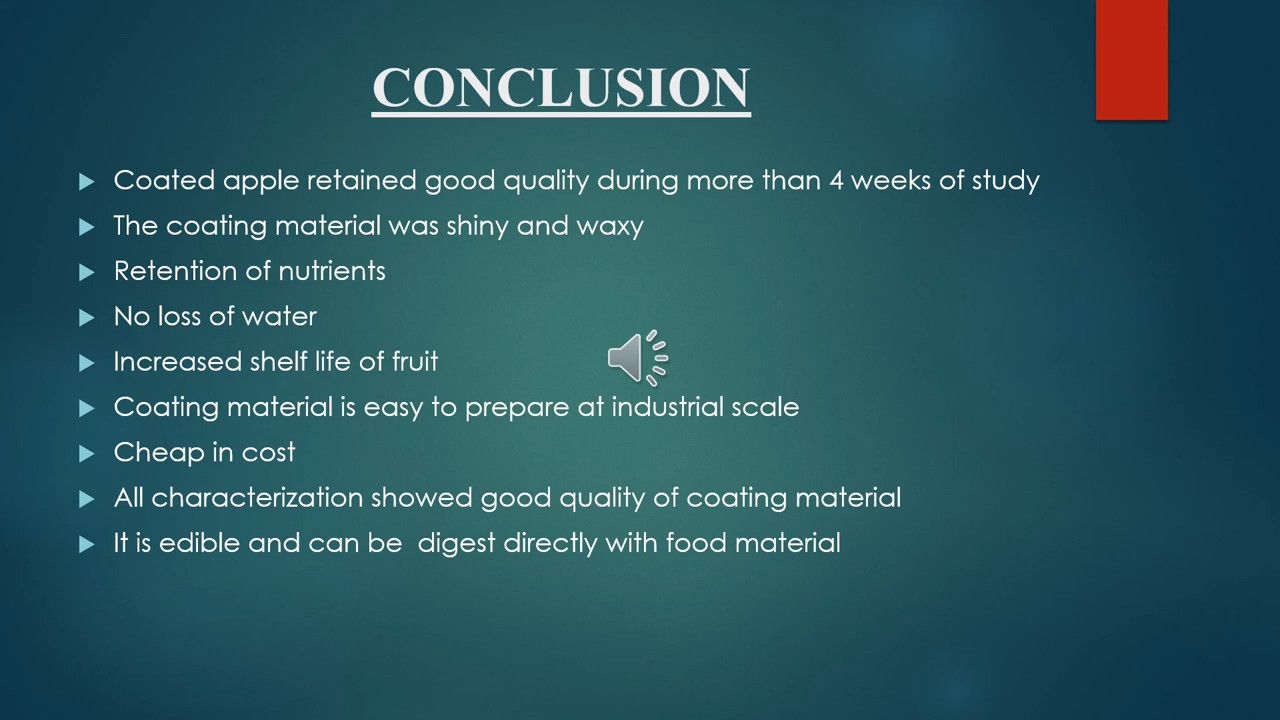 CONCLUSION
Coated apple retained good quality during more than 4 weeks of study
The coating material was shiny and waxy
Retention of nutrients
No loss of water
Increased shelf life of fruit
Coating material is easy to prepare at industrial scale
Cheap in cost
All characterization showed good quality of coating material
It is edible and can be  digest directly with food material